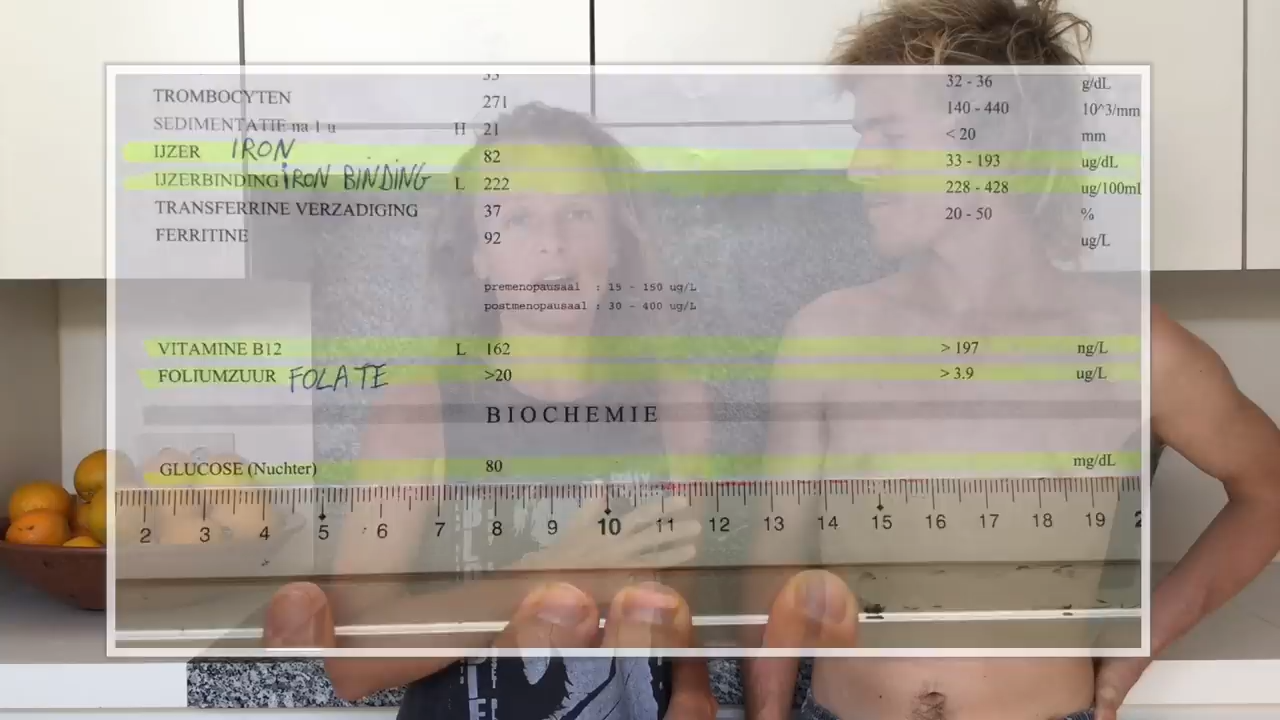 33 32 - 36 g/dL
TROMBOCYTEN 271 140 - 440 10^3/mm
SEDIMENTATIE na 1 u H 21 < 20 mm
IJZER IRON 82 33 - 193 ug/dL
IJZERBINDING IRON BINDING L 222 228 - 428 ug/100ml
TRANSFERRINE VERZADIGING 37 20 - 50 %
FERRITINE 92 ug/L
premenopausaal : 15 - 150 ug/L
postmenopausaal : 30 - 400 ug/L
VITAMINE B12 L 162 > 197 ng/L
FOLIUMZUUR FOLATE >20 > 3.9 ug/L
BIOCHEMIE
GLUCOSE (Nuchter) 80 mg/dL
2 3 4 5 6 7 8 9 10 11 12 13 14 15 16 17 18 19 2